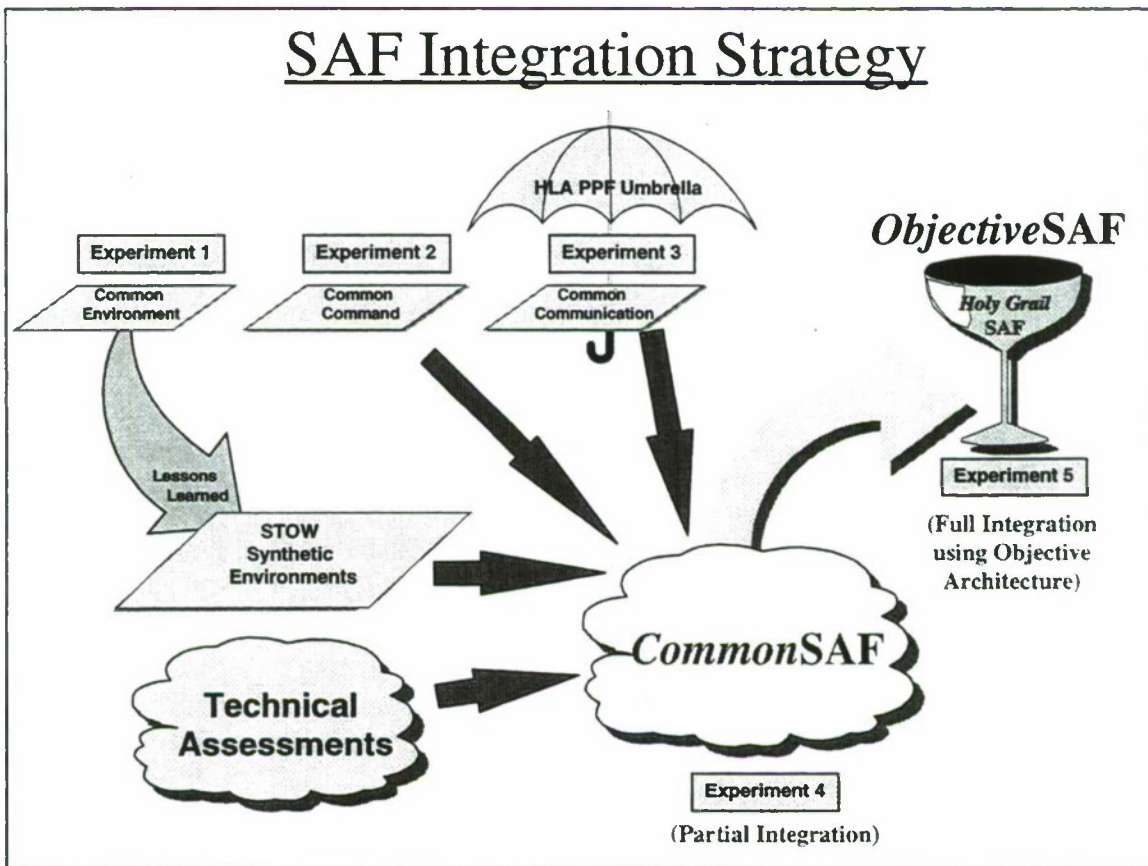 SAF Integration Strategy
HLA PPF Umbrella
Experiment 1
Experiment 2
Experiment 3
Common
Environment
Common
Command
Common
Communication
ObjectiveSAF
Holy Grail
SAF
Experiment 5
(Full Integration
using Objective
Architecture)
Lessons
Learned
STOW
Synthetic
Environments
CommonSAF
Technical
Assessments
Experiment 4
(Partial Integration)